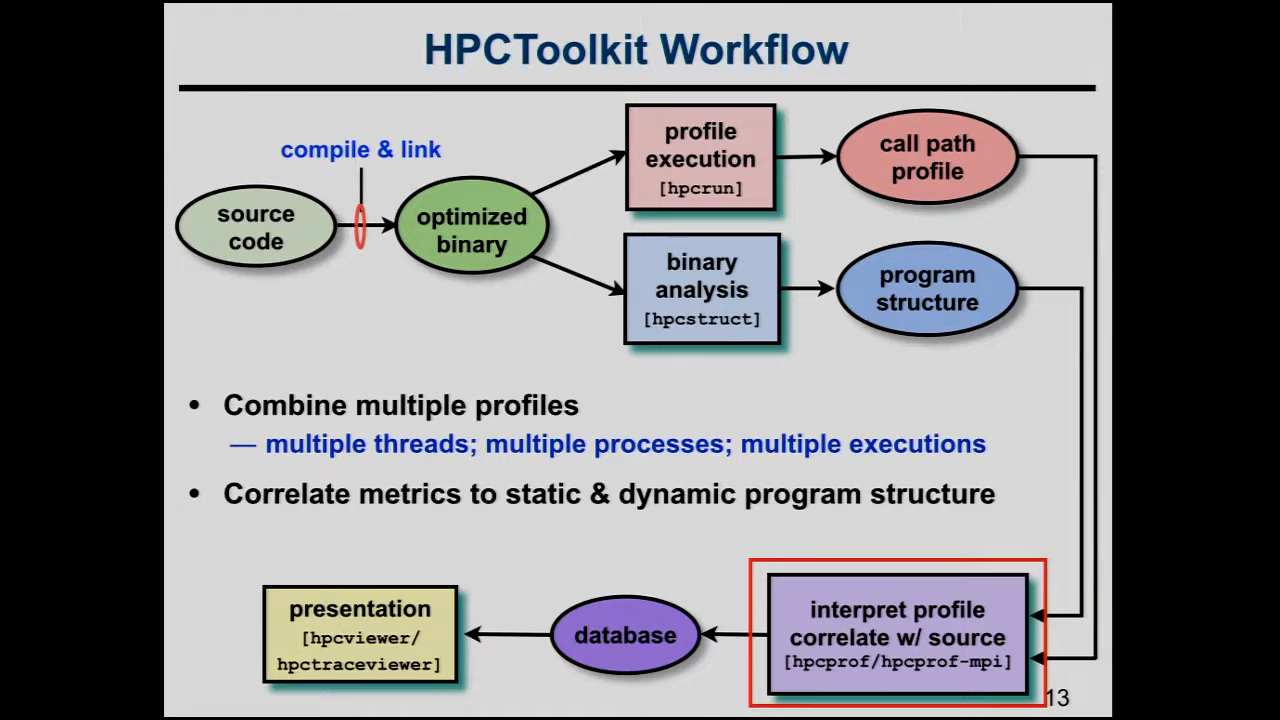 HPCToolkit Workflow
compile & link
source
code
optimized
binary
profile
execution
[hpcrun]
call path
profile
binary
analysis
[hpcstruct]
program
structure
• Combine multiple profiles
— multiple threads; multiple processes; multiple executions
• Correlate metrics to static & dynamic program structure
presentation
[hpcviewer/
hpctraceviewer]
database
interpret profile
correlate w/ source
[hpcprof/hpcprof-mpi]
13